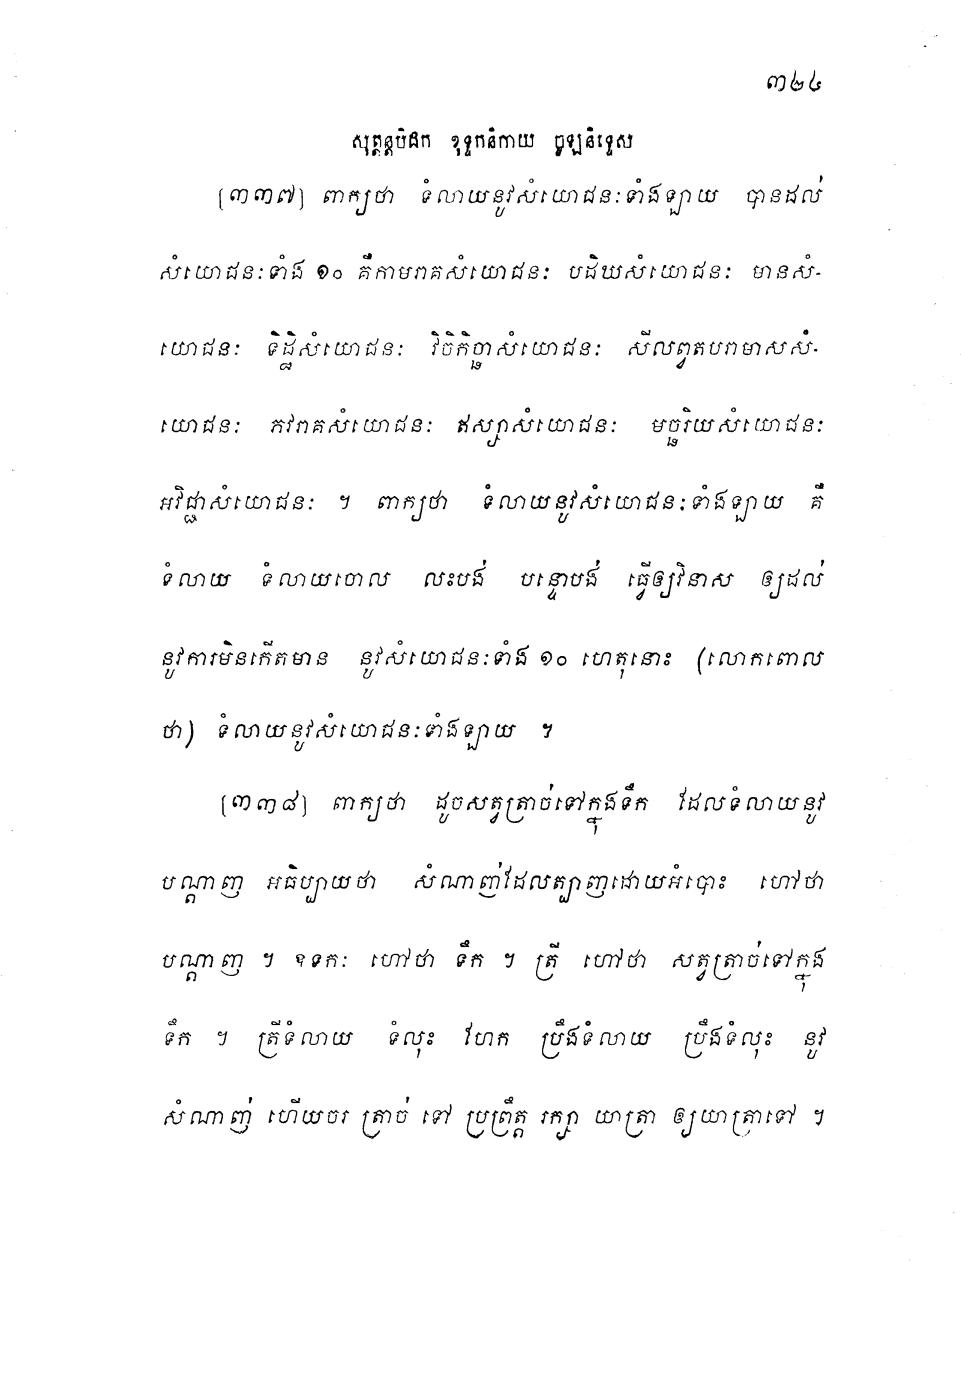 ៣២៤
សុត្តន្តបិដក ខុទ្ទកនិកាយ ចូឡនិទ្ទេស
[៣៣៧] ពាក្យថា ទំលាយនូវសំយោជនៈទាំងឡាយ បានដល់
សំយោជនៈទាំង ១០ គឺកាមរាគសំយោជនៈ បដិឃសំយោជនៈ មានសំ-
យោជនៈ ទិដ្ឋិសំយោជនៈ វិចិកិច្ឆាសំយោជនៈ សីលព្វតបរាមាសសំ-
យោជនៈ ភវរាគសំយោជនៈ ឥស្សាសំយោជនៈ មច្ឆរិយសំយោជនៈ
អវិជ្ជាសំយោជនៈ ។ ពាក្យថា ទំលាយនូវសំយោជនៈទាំងឡាយ គឺ
ទំលាយ ទំលាយចោល លះបង់ បន្ទោបង់ ធ្វើឲ្យវិនាស ឲ្យដល់
នូវការមិនកើតមាន នូវសំយោជនៈទាំង ១០ ហេតុនោះ (លោកពោល
ថា) ទំលាយនូវសំយោជនៈទាំងឡាយ ។
[៣៣៨] ពាក្យថា ដូចសត្វត្រាច់ទៅក្នុងទឹក ដែលទំលាយនូវ
បណ្តាញ អធិប្បាយថា សំណាញ់ដែលត្បាញដោយអំបោះ ហៅថា
បណ្តាញ ។ ឧទកៈ ហៅថា ទឹក ។ ត្រី ហៅថា សត្វត្រាច់ទៅក្នុង
ទឹក ។ ត្រីទំលាយ ទំលុះ ហែក ប្រឹងទំលាយ ប្រឹងទំលុះ នូវ
សំណាញ់ ហើយចរ ត្រាច់ ទៅ ប្រព្រឹត្ត រក្សា យាត្រា ឲ្យយាត្រាទៅ ។